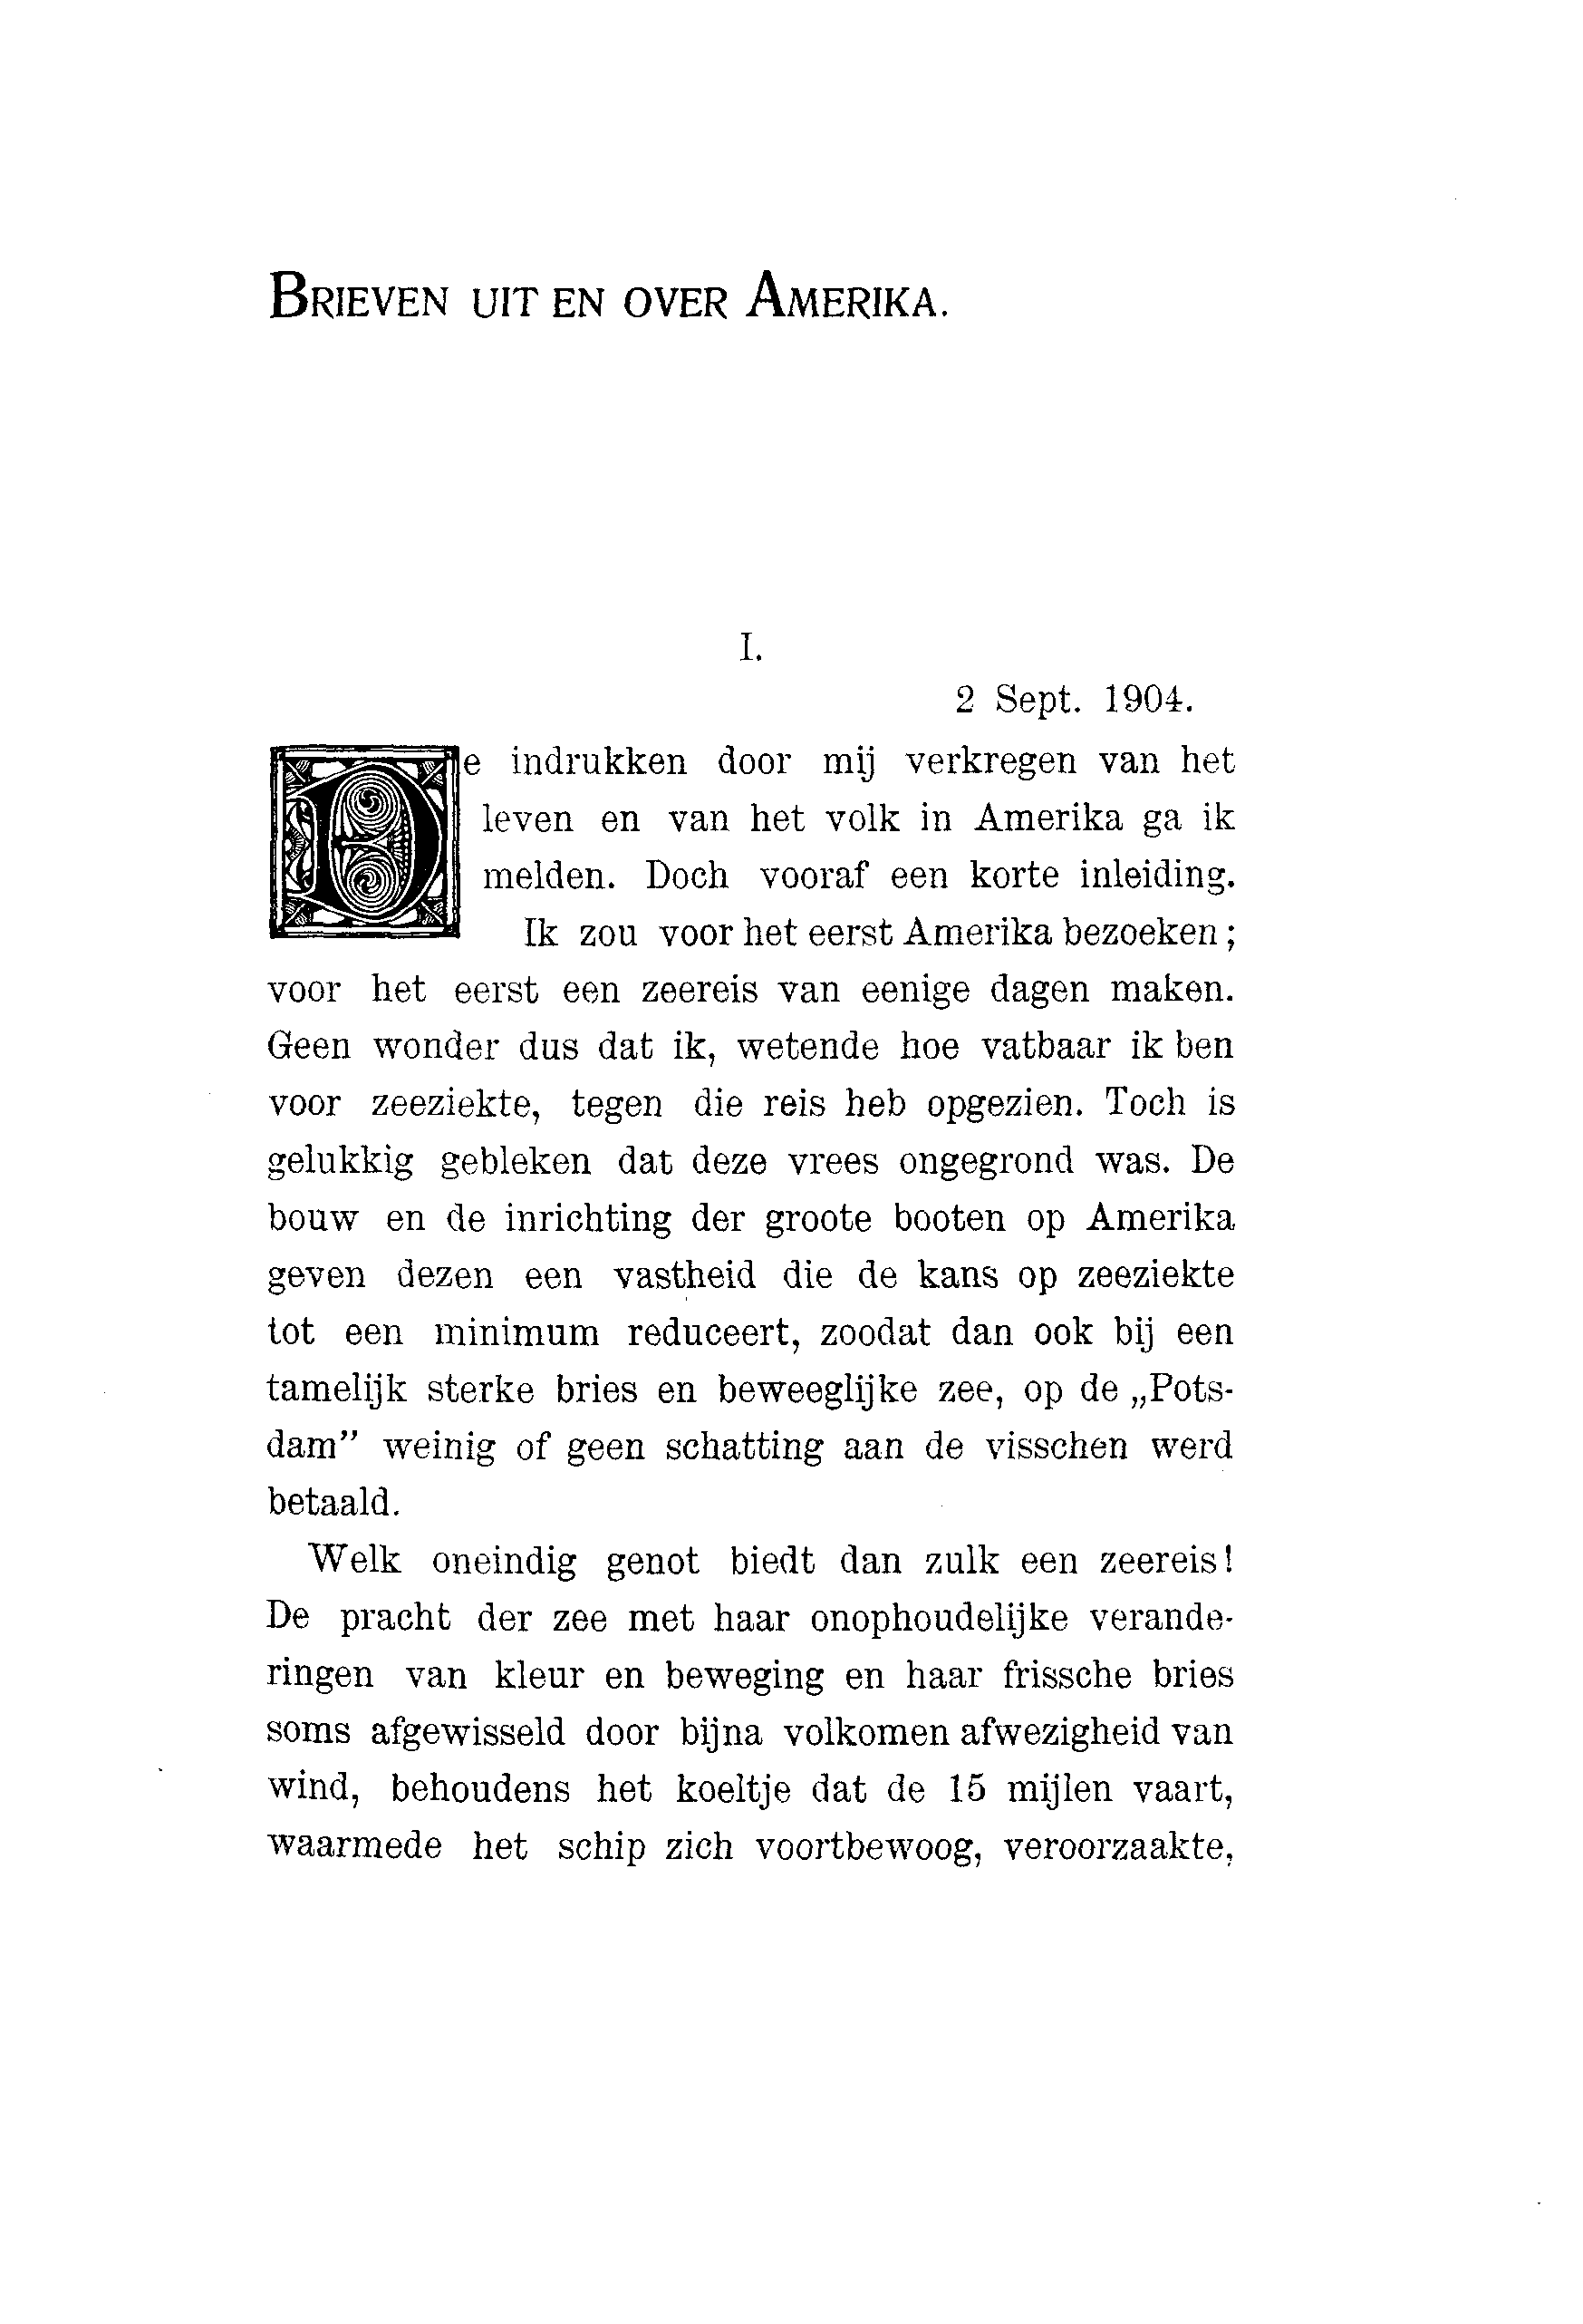 BRIEVEN UIT EN OVER AMERIKA.
I.
2 Sept. 1904.
De indrukken door mij verkregen van het
leven en van het volk in Amerika ga ik
melden. Doch vooraf een korte inleiding.
Ik zou voor het eerst Amerika bezoeken;
voor het eerst een zeereis van eenige dagen maken.
Geen wonder dus dat ik, wetende hoe vatbaar ik ben
voor zeeziekte, tegen die reis heb opgezien. Toch is
gelukkig gebleken dat deze vrees ongegrond was. De
bouw en de inrichting der groote booten op Amerika
geven dezen een vastheid die de kans op zeeziekte
tot een minimum reduceert, zoodat dan ook bij een
tamelijk sterke bries en beweeglijke zee, op de „Pots-
dam” weinig of geen schatting aan de visschen werd
betaald.
Welk oneindig genot biedt dan zulk een zeereis!
De pracht der zee met haar onophoudelijke verande-
ringen van kleur en beweging en haar frissche bries
soms afgewisseld door bijna volkomen afwezigheid van
wind, behoudens het koeltje dat de 15 mijlen vaart,
waarmede het schip zich voortbewoog, veroorzaakte,